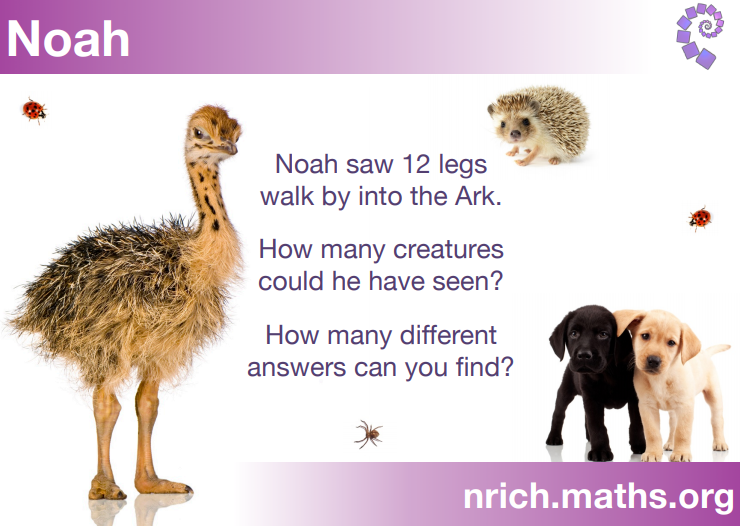 Noah
Noah saw 12 legs
walk by into the Ark.
How many creatures
could he have seen?
How many different
answers can you find?
nrich.maths.org